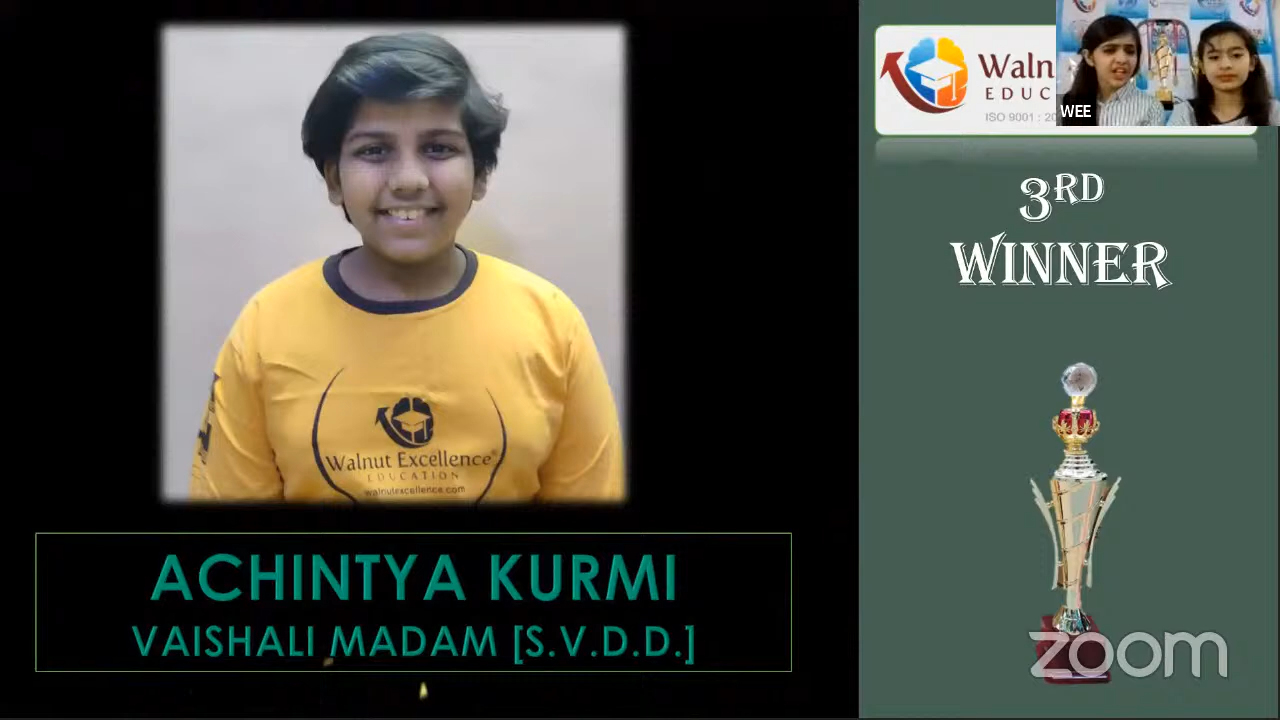 Waln
EDUC
ISO 9001 : 20
WEE
3RD
WINNER
Walnut Excellence®
EDUCATION
walnutexcellence.com
ACHINTYA KURMI
VAISHALI MADAM [S.V.D.D.]
zoom